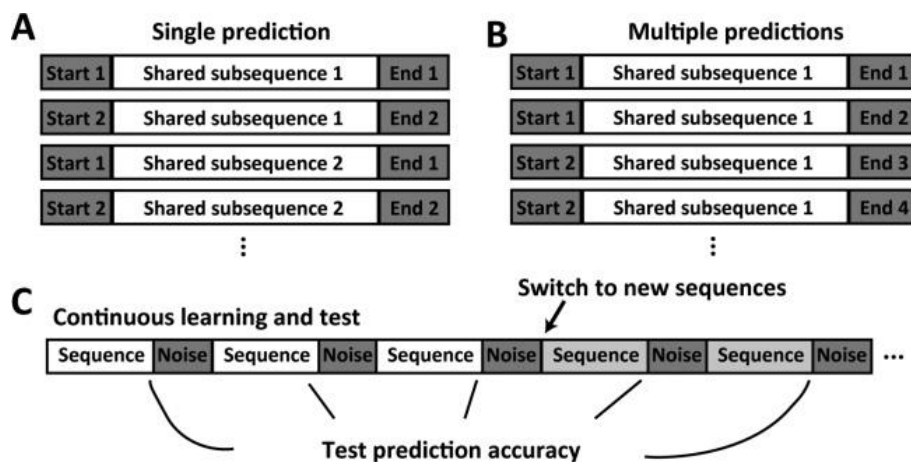 A
Single prediction
Start 1 Shared subsequence 1 End 1
Start 2 Shared subsequence 1 End 2
Start 1 Shared subsequence 2 End 1
Start 2 Shared subsequence 2 End 2
B
Multiple predictions
Start 1 Shared subsequence 1 End 1
Start 1 Shared subsequence 1 End 2
Start 2 Shared subsequence 1 End 3
Start 2 Shared subsequence 1 End 4
C
Switch to new sequences
Continuous learning and test
Sequence Noise Sequence Noise Sequence Noise Sequence Noise Sequence Noise ...
Test prediction accuracy